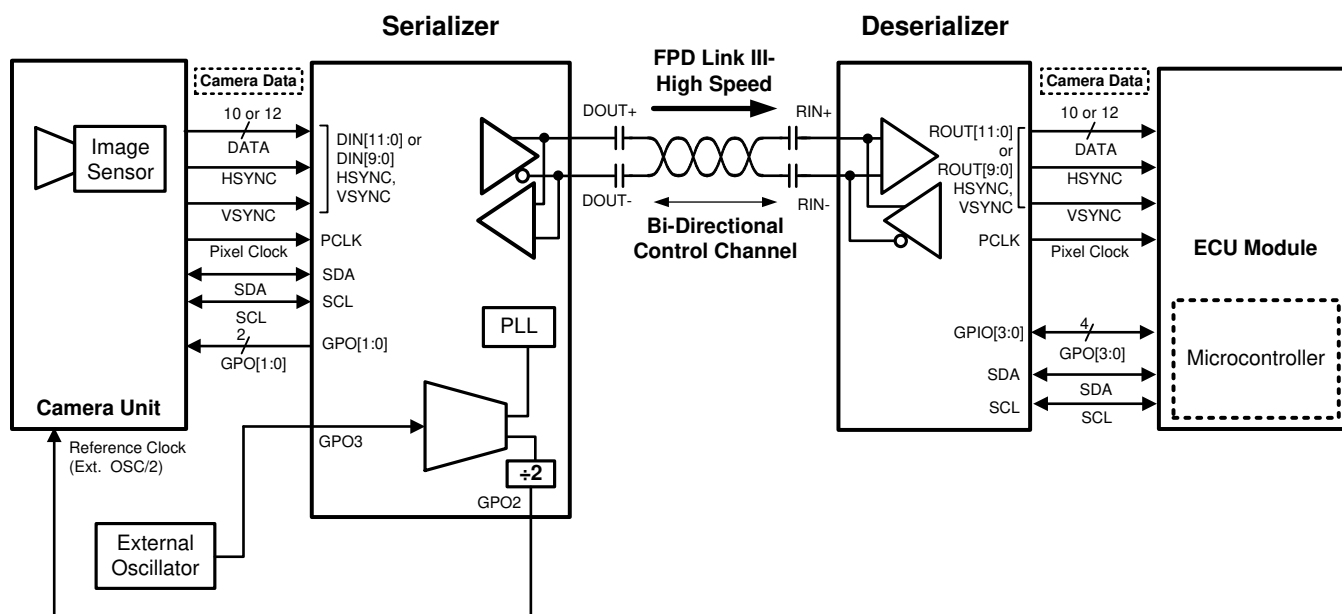 Serializer
Deserializer
FPD Link III-
High Speed
Camera Data
Camera Data
10 or 12
DATA
HSYNC
VSYNC
Pixel Clock
SDA
SCL
2
GPO[1:0]
Image
Sensor
Camera Unit
DIN[11:0] or
DIN[9:0]
HSYNC,
VSYNC
PCLK
SDA
SCL
GPO[1:0]
PLL
GPO3
÷2
GPO2
DOUT+
DOUT-
RIN+
RIN-
Bi-Directional
Control Channel
ROUT[11:0]
or
ROUT[9:0]
HSYNC,
VSYNC
PCLK
GPIO[3:0]
SDA
SCL
10 or 12
DATA
HSYNC
VSYNC
Pixel Clock
4
GPO[3:0]
SDA
SCL
ECU Module
Microcontroller
Reference Clock
(Ext. OSC/2)
External
Oscillator